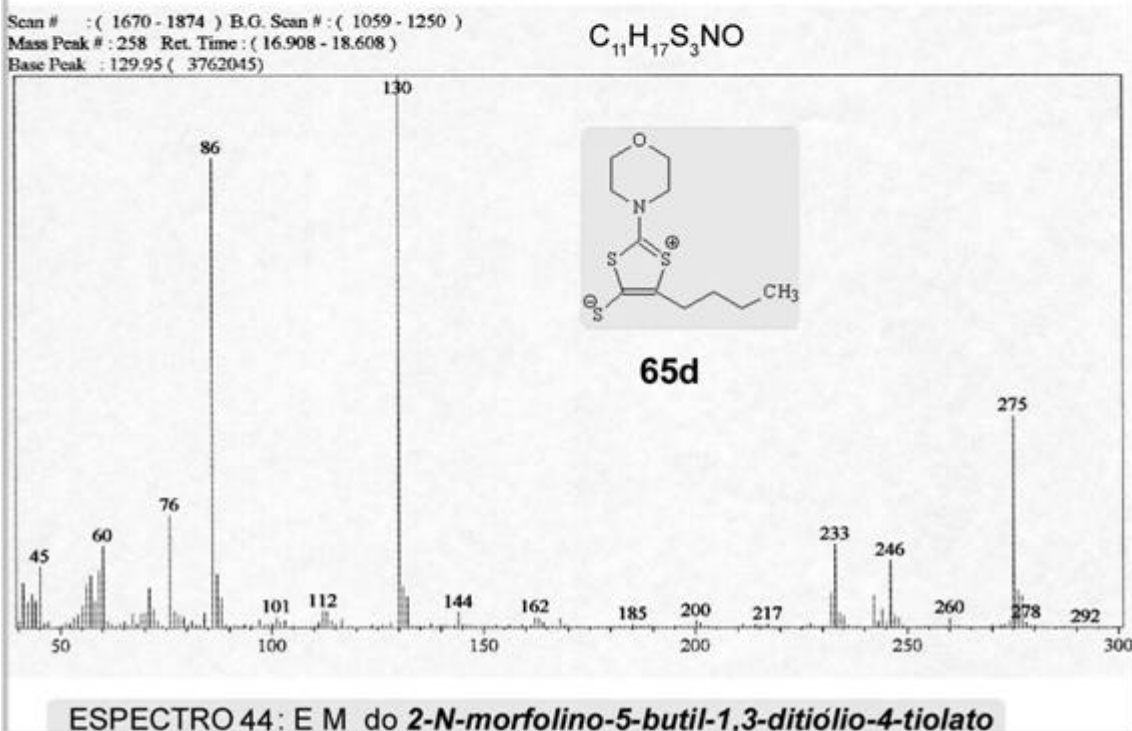 Scan # : ( 1670 - 1874 ) B.G. Scan # : ( 1059 - 1250 )
Mass Peak # : 258 Ret. Time : ( 16.908 - 18.608 )
Base Peak : 129.95 ( 3762045)
C₁₁H₁₇S₃NO
130
86
O
N
S
S
⊕
⊖
S
CH₃
65d
275
76
60
45
233
246
101
112
144
162
185
200
217
260
278
292
50
100
150
200
250
300
ESPECTRO 44: E M do 2-N-morfolino-5-butil-1,3-ditiólio-4-tiolato